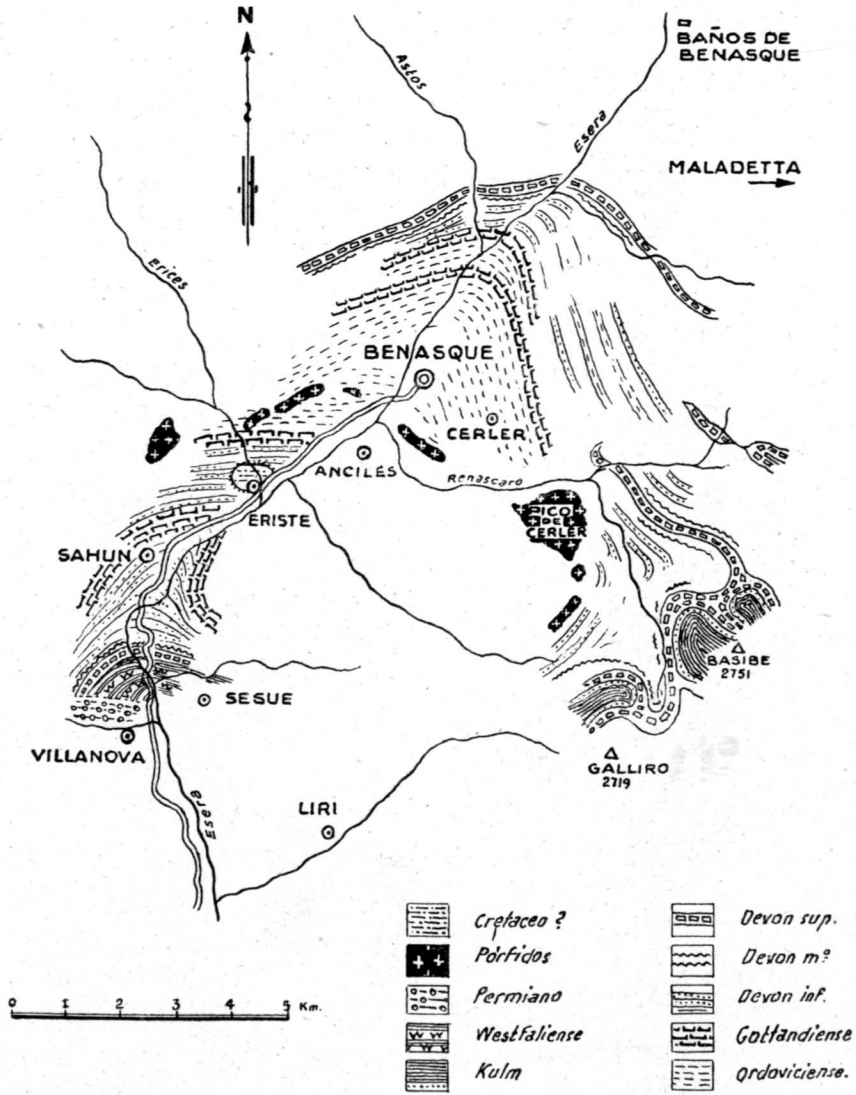 N
BAÑOS DE
BENASQUE
Astos
Esera
MALADETTA
Erices
BENASQUE
CERLER
ANCILÉS
Renascaro
ERISTE
PICO
DE
CERLER
SAHUN
BASIBE
2751
SESUE
VILLANOVA
GALLIRO
2719
Esera
LIRI
Cretaceo ?
Pórfidos
Permiano
Westfaliense
Kulm
Devon sup.
Devon mº
Devon inf.
Gotlandiense
Ordoviciense.
0 1 2 3 4 5 Km.